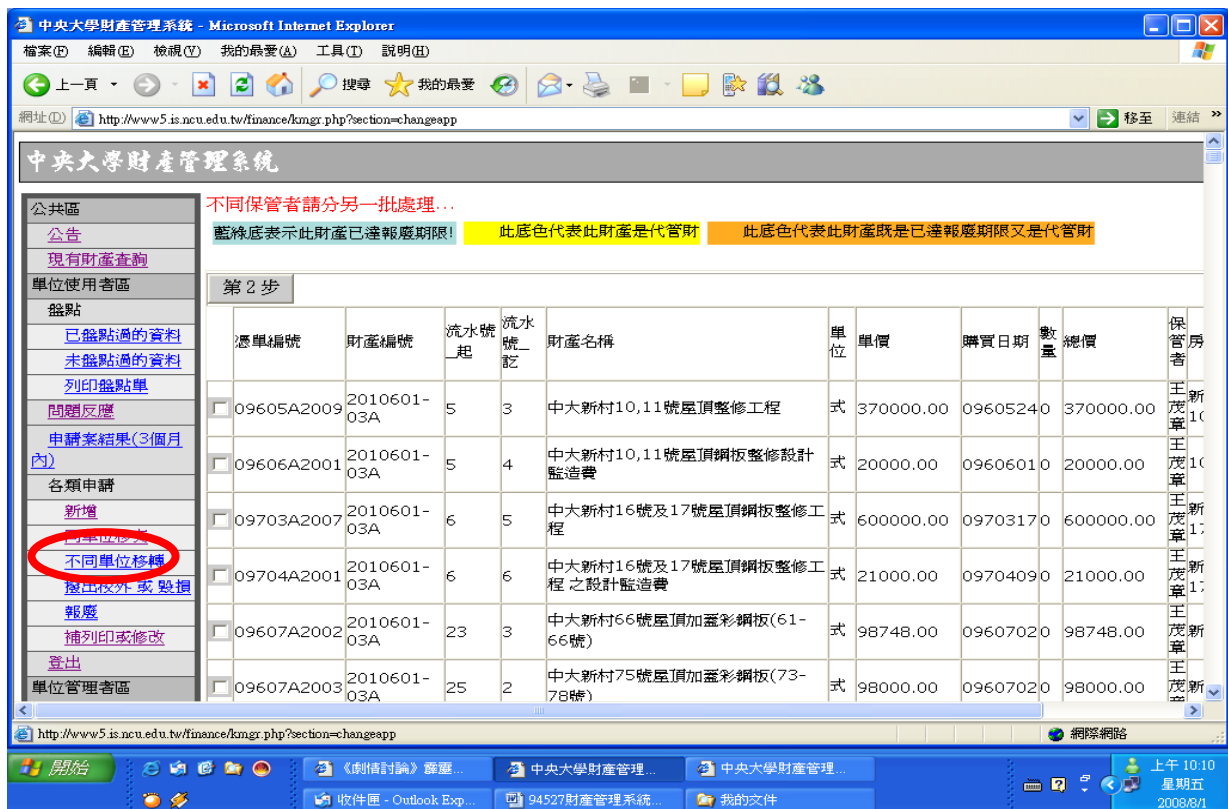 中央大學財產管理系統 - Microsoft Internet Explorer
檔案(F) 編輯(E) 檢視(V) 我的最愛(A) 工具(T) 說明(H)
上一頁 搜尋 我的最愛
網址(D) http://www5.is.ncu.edu.tw/finance/kmgr.php?section=changeapp 移至 連結 »
中央大學財產管理系統
公共區
公告
現有財產查詢
單位使用者區
盤點
已盤點過的資料
未盤點過的資料
列印盤點單
問題反應
申請案結果(3個月
內)
各類申請
新增
不同單位移轉
撥出校外 或 毀損
報廢
補列印或修改
登出
單位管理者區
不同保管者請分另一批處理...
藍綠底表示此財產已達報廢期限! 此底色代表此財產是代管財 此底色代表此財產既是已達報廢期限又是代管財
第2步
憑單編號 財產編號 流水號_起 流水號_訖 財產名稱 單位 單價 購買日期 數量 總價 保管者 房
09605A2009 2010601-03A 5 3 中大新村10,11號屋頂整修工程 式 370000.00 0960524 0 370000.00 王茂章 新10
09606A2001 2010601-03A 5 4 中大新村10,11號屋頂鋼板整修設計監造費 式 20000.00 0960601 0 20000.00 王茂章 10
09703A2007 2010601-03A 6 5 中大新村16號及17號屋頂鋼板整修工程 式 600000.00 0970317 0 600000.00 王茂章 新17
09704A2001 2010601-03A 6 6 中大新村16號及17號屋頂鋼板整修工程 之設計監造費 式 21000.00 0970409 0 21000.00 王茂章 新17
09607A2002 2010601-03A 23 3 中大新村66號屋頂加蓋彩鋼板(61-66號) 式 98748.00 0960702 0 98748.00 王茂章 新
09607A2003 2010601-03A 25 2 中大新村75號屋頂加蓋彩鋼板(73-78號) 式 98000.00 0960702 0 98000.00 王茂 新
http://www5.is.ncu.edu.tw/finance/kmgr.php?section=changeapp 網際網路
開始 《劇情討論》霹靂... 中央大學財產管理... 中央大學財產管理... 上午 10:10
收件匣 - Outlook Exp... 94527財產管理系統... 我的文件 星期五
2008/8/1